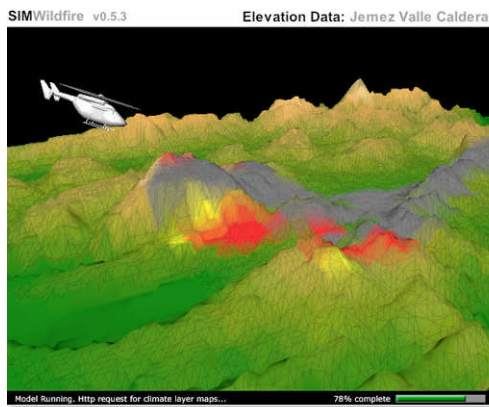 SIMWildfire v0.5.3 Elevation Data: Jemez Valle Caldera
Model Running. Http request for climate layer maps... 78% complete